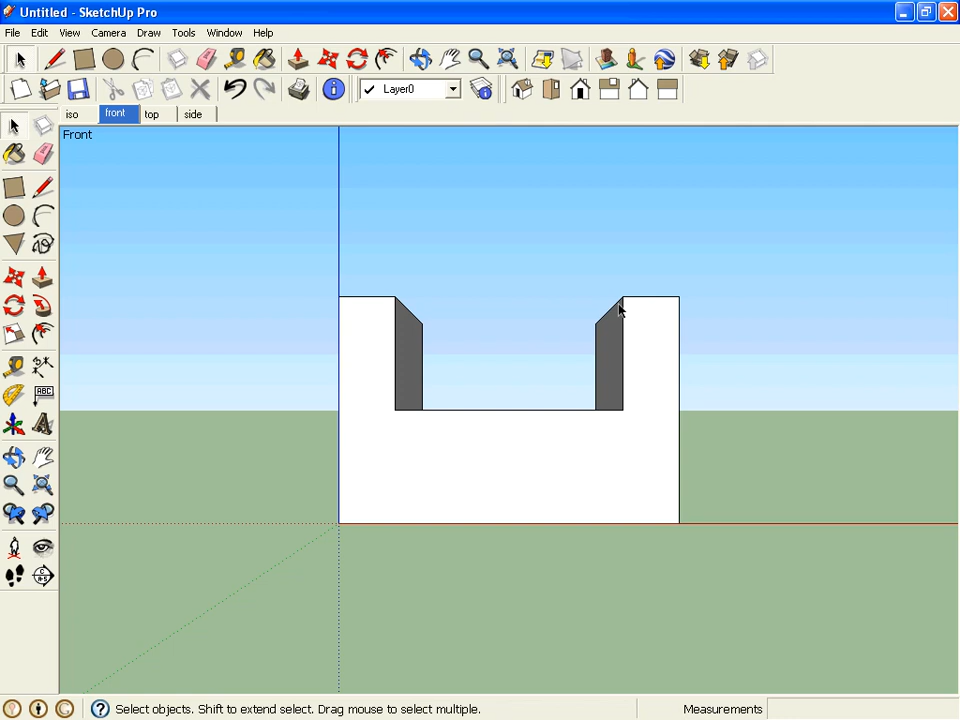 Untitled - SketchUp Pro
File Edit View Camera Draw Tools Window Help
Layer0
iso front top side
Front
ABC
Select objects. Shift to extend select. Drag mouse to select multiple. Measurements